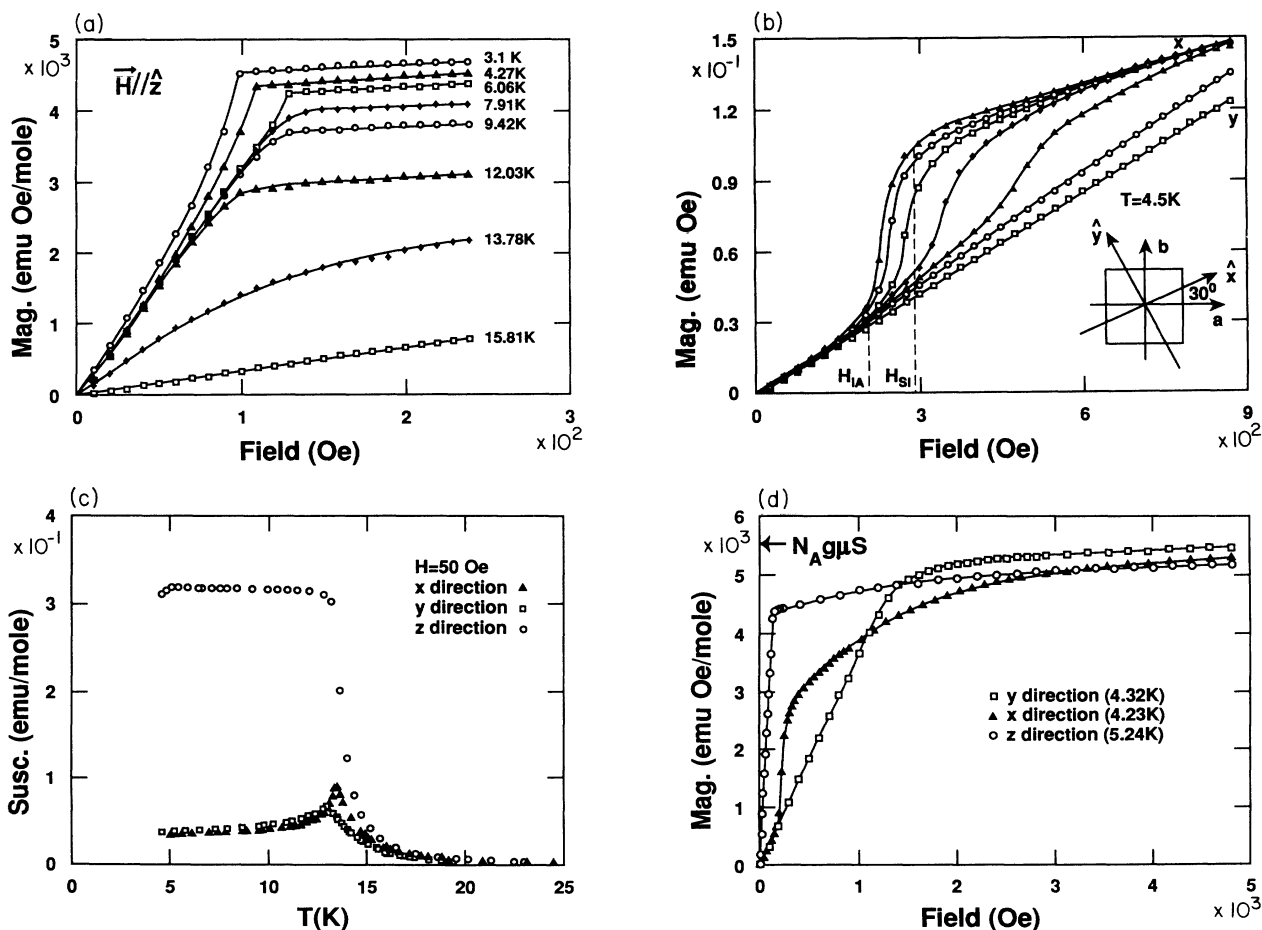 (a)
5
× 10³
4
3
2
1
0
Mag. (emu Oe/mole)
H//ẑ
3.1 K
4.27K
6.06K
7.91K
9.42K
12.03K
13.78K
15.81K
0 1 2 3
× 10²
Field (Oe)
(b)
1.5
× 10⁻¹
1.2
0.9
0.6
0.3
0
Mag. (emu Oe)
x
y
T=4.5K
ŷ
b
x̂
30⁰
a
H_IA
H_SI
0 3 6 9
× 10²
Field (Oe)
(c)
4
× 10⁻¹
3
2
1
0
Susc. (emu/mole)
H=50 Oe
x direction ▲
y direction □
z direction ○
0 5 10 15 20 25
T(K)
(d)
6
× 10³
5
4
3
2
1
0
Mag. (emu Oe/mole)
← N_A gμS
□ y direction (4.32K)
▲ x direction (4.23K)
○ z direction (5.24K)
0 1 2 3 4 5
× 10³
Field (Oe)